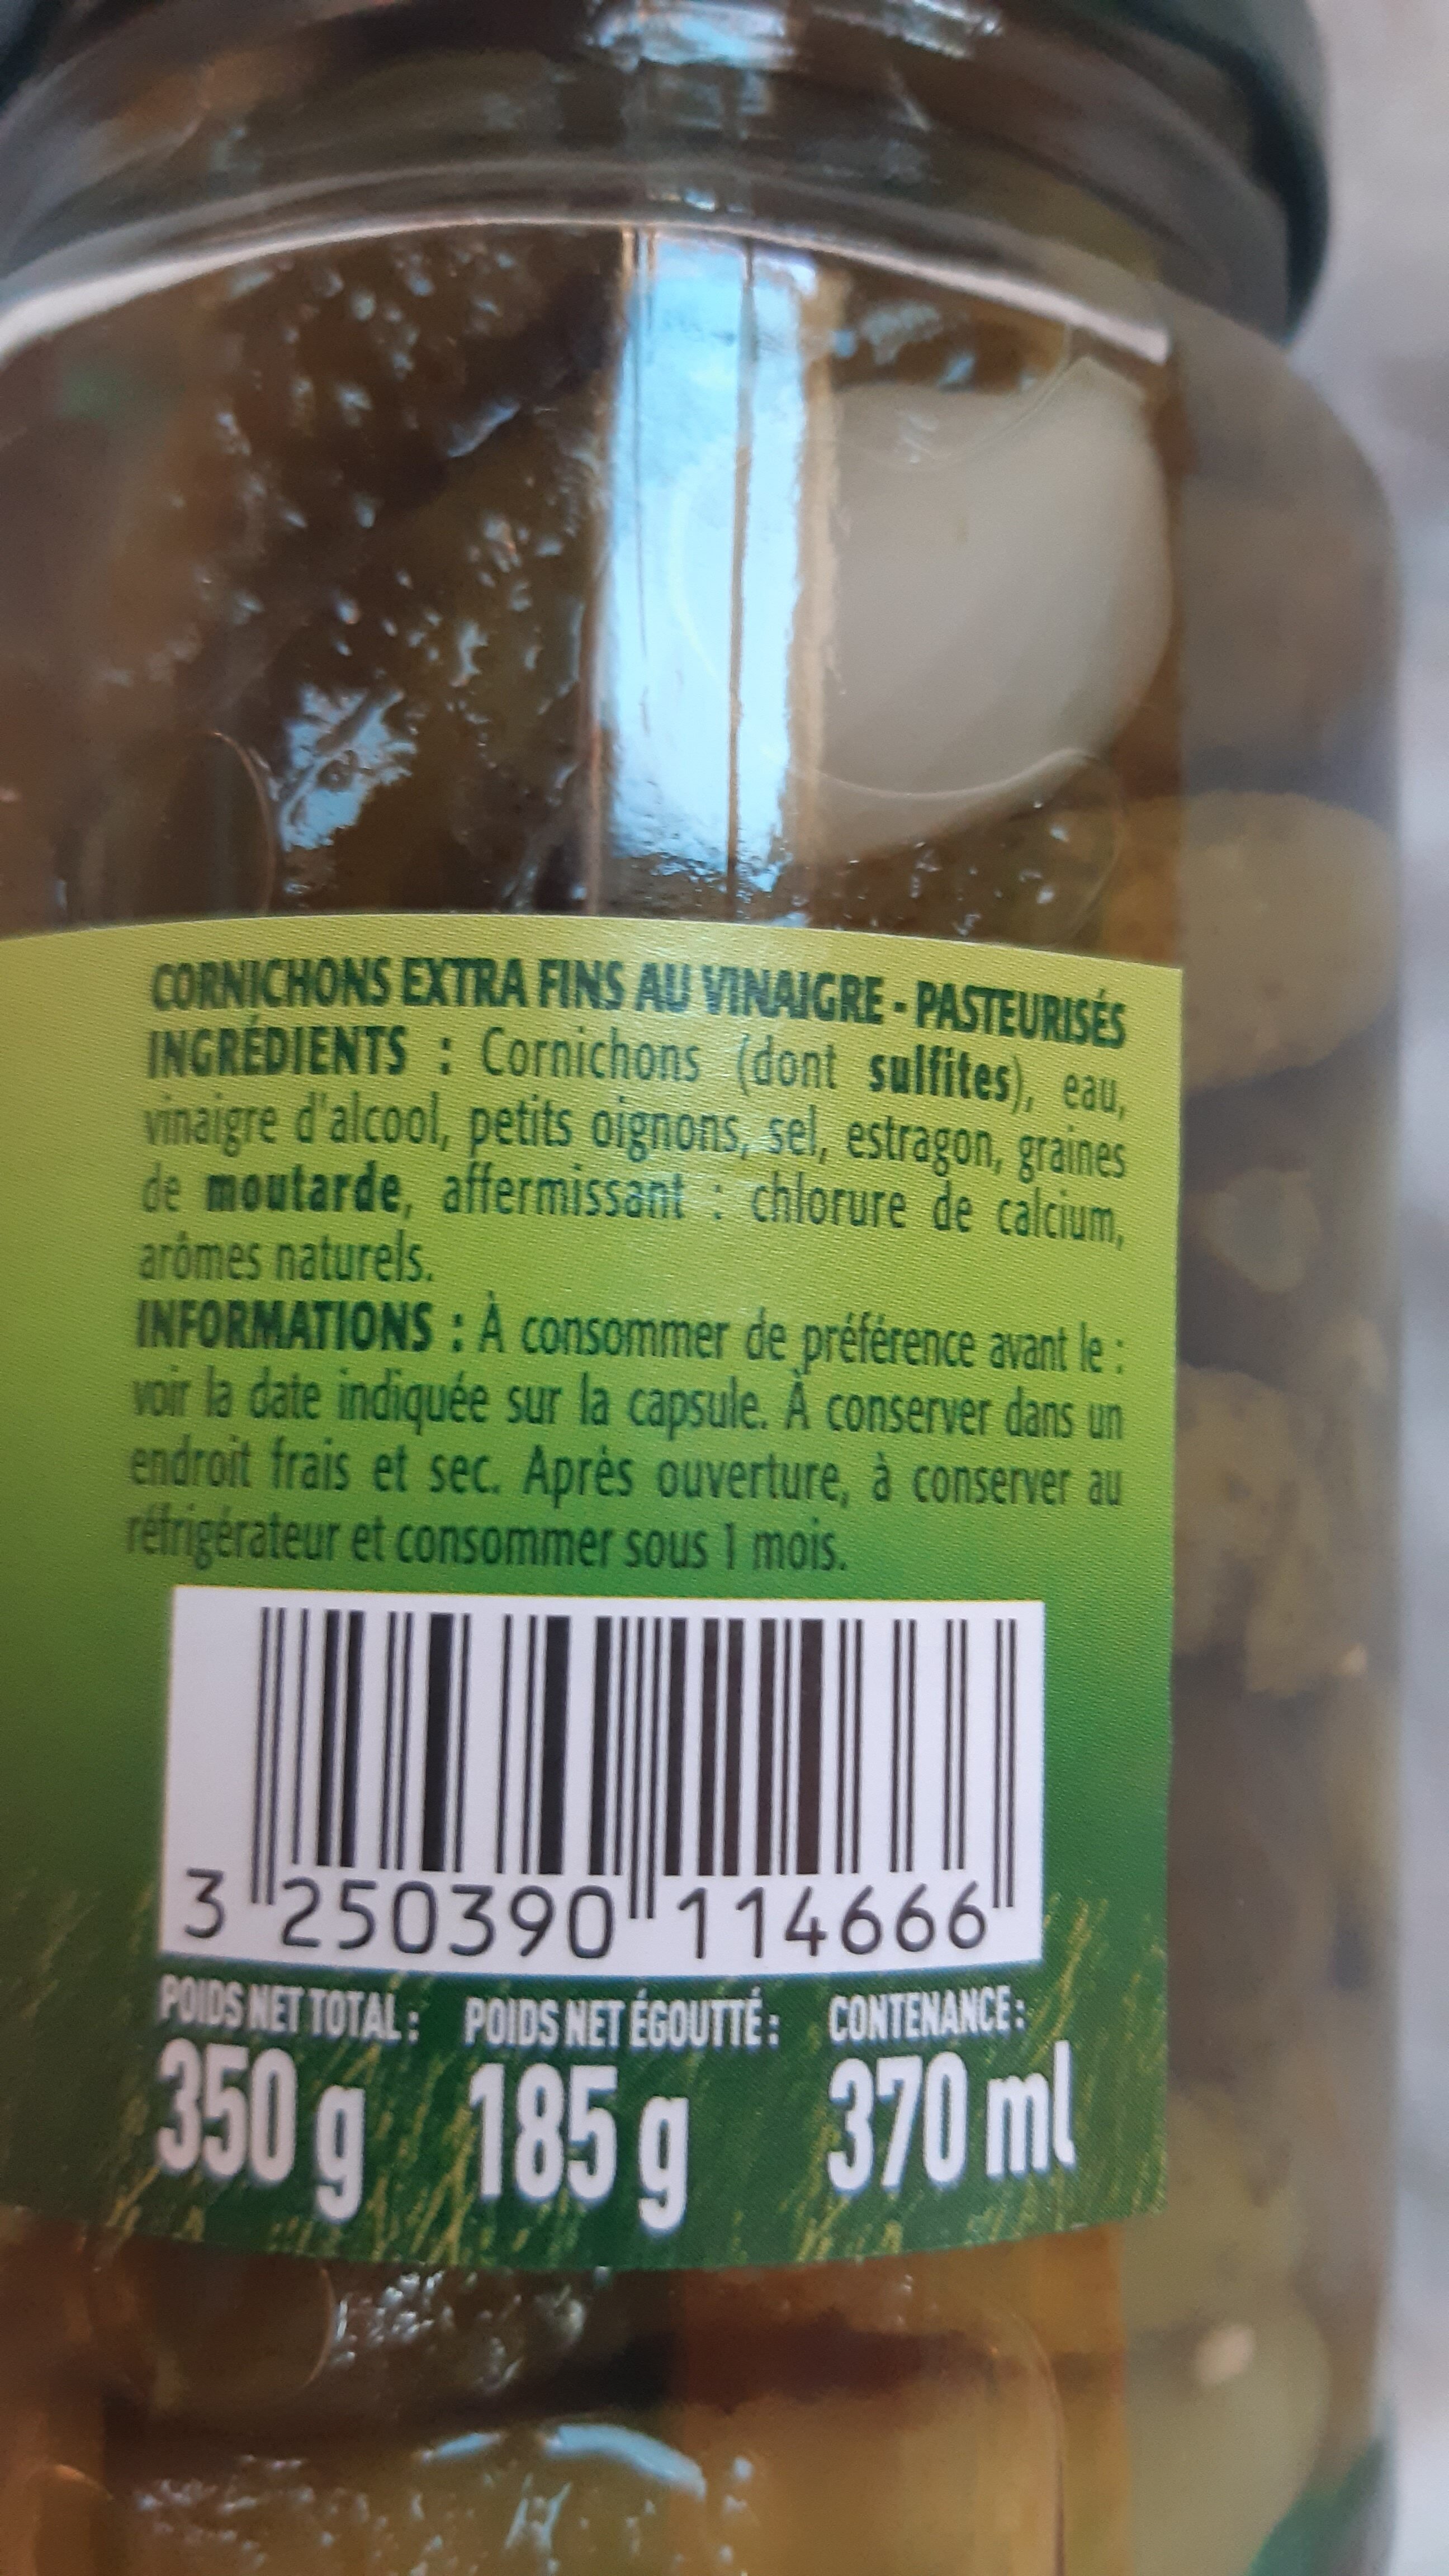 CORNICHONS EXTRA FINS AU VINAIGRE - PASTEURISÉS
INGRÉDIENTS : Cornichons (dont sulfites), eau,
vinaigre d'alcool, petits oignons, sel, estragon, graines
de moutarde, affermissant : chlorure de calcium,
arômes naturels.
INFORMATIONS : À consommer de préférence avant le :
voir la date indiquée sur la capsule. À conserver dans un
endroit frais et sec. Après ouverture, à conserver au
réfrigérateur et consommer sous 1 mois.
3 250390 114666
POIDS NET TOTAL : POIDS NET ÉGOUTTÉ : CONTENANCE :
350 g 185 g 370 ml